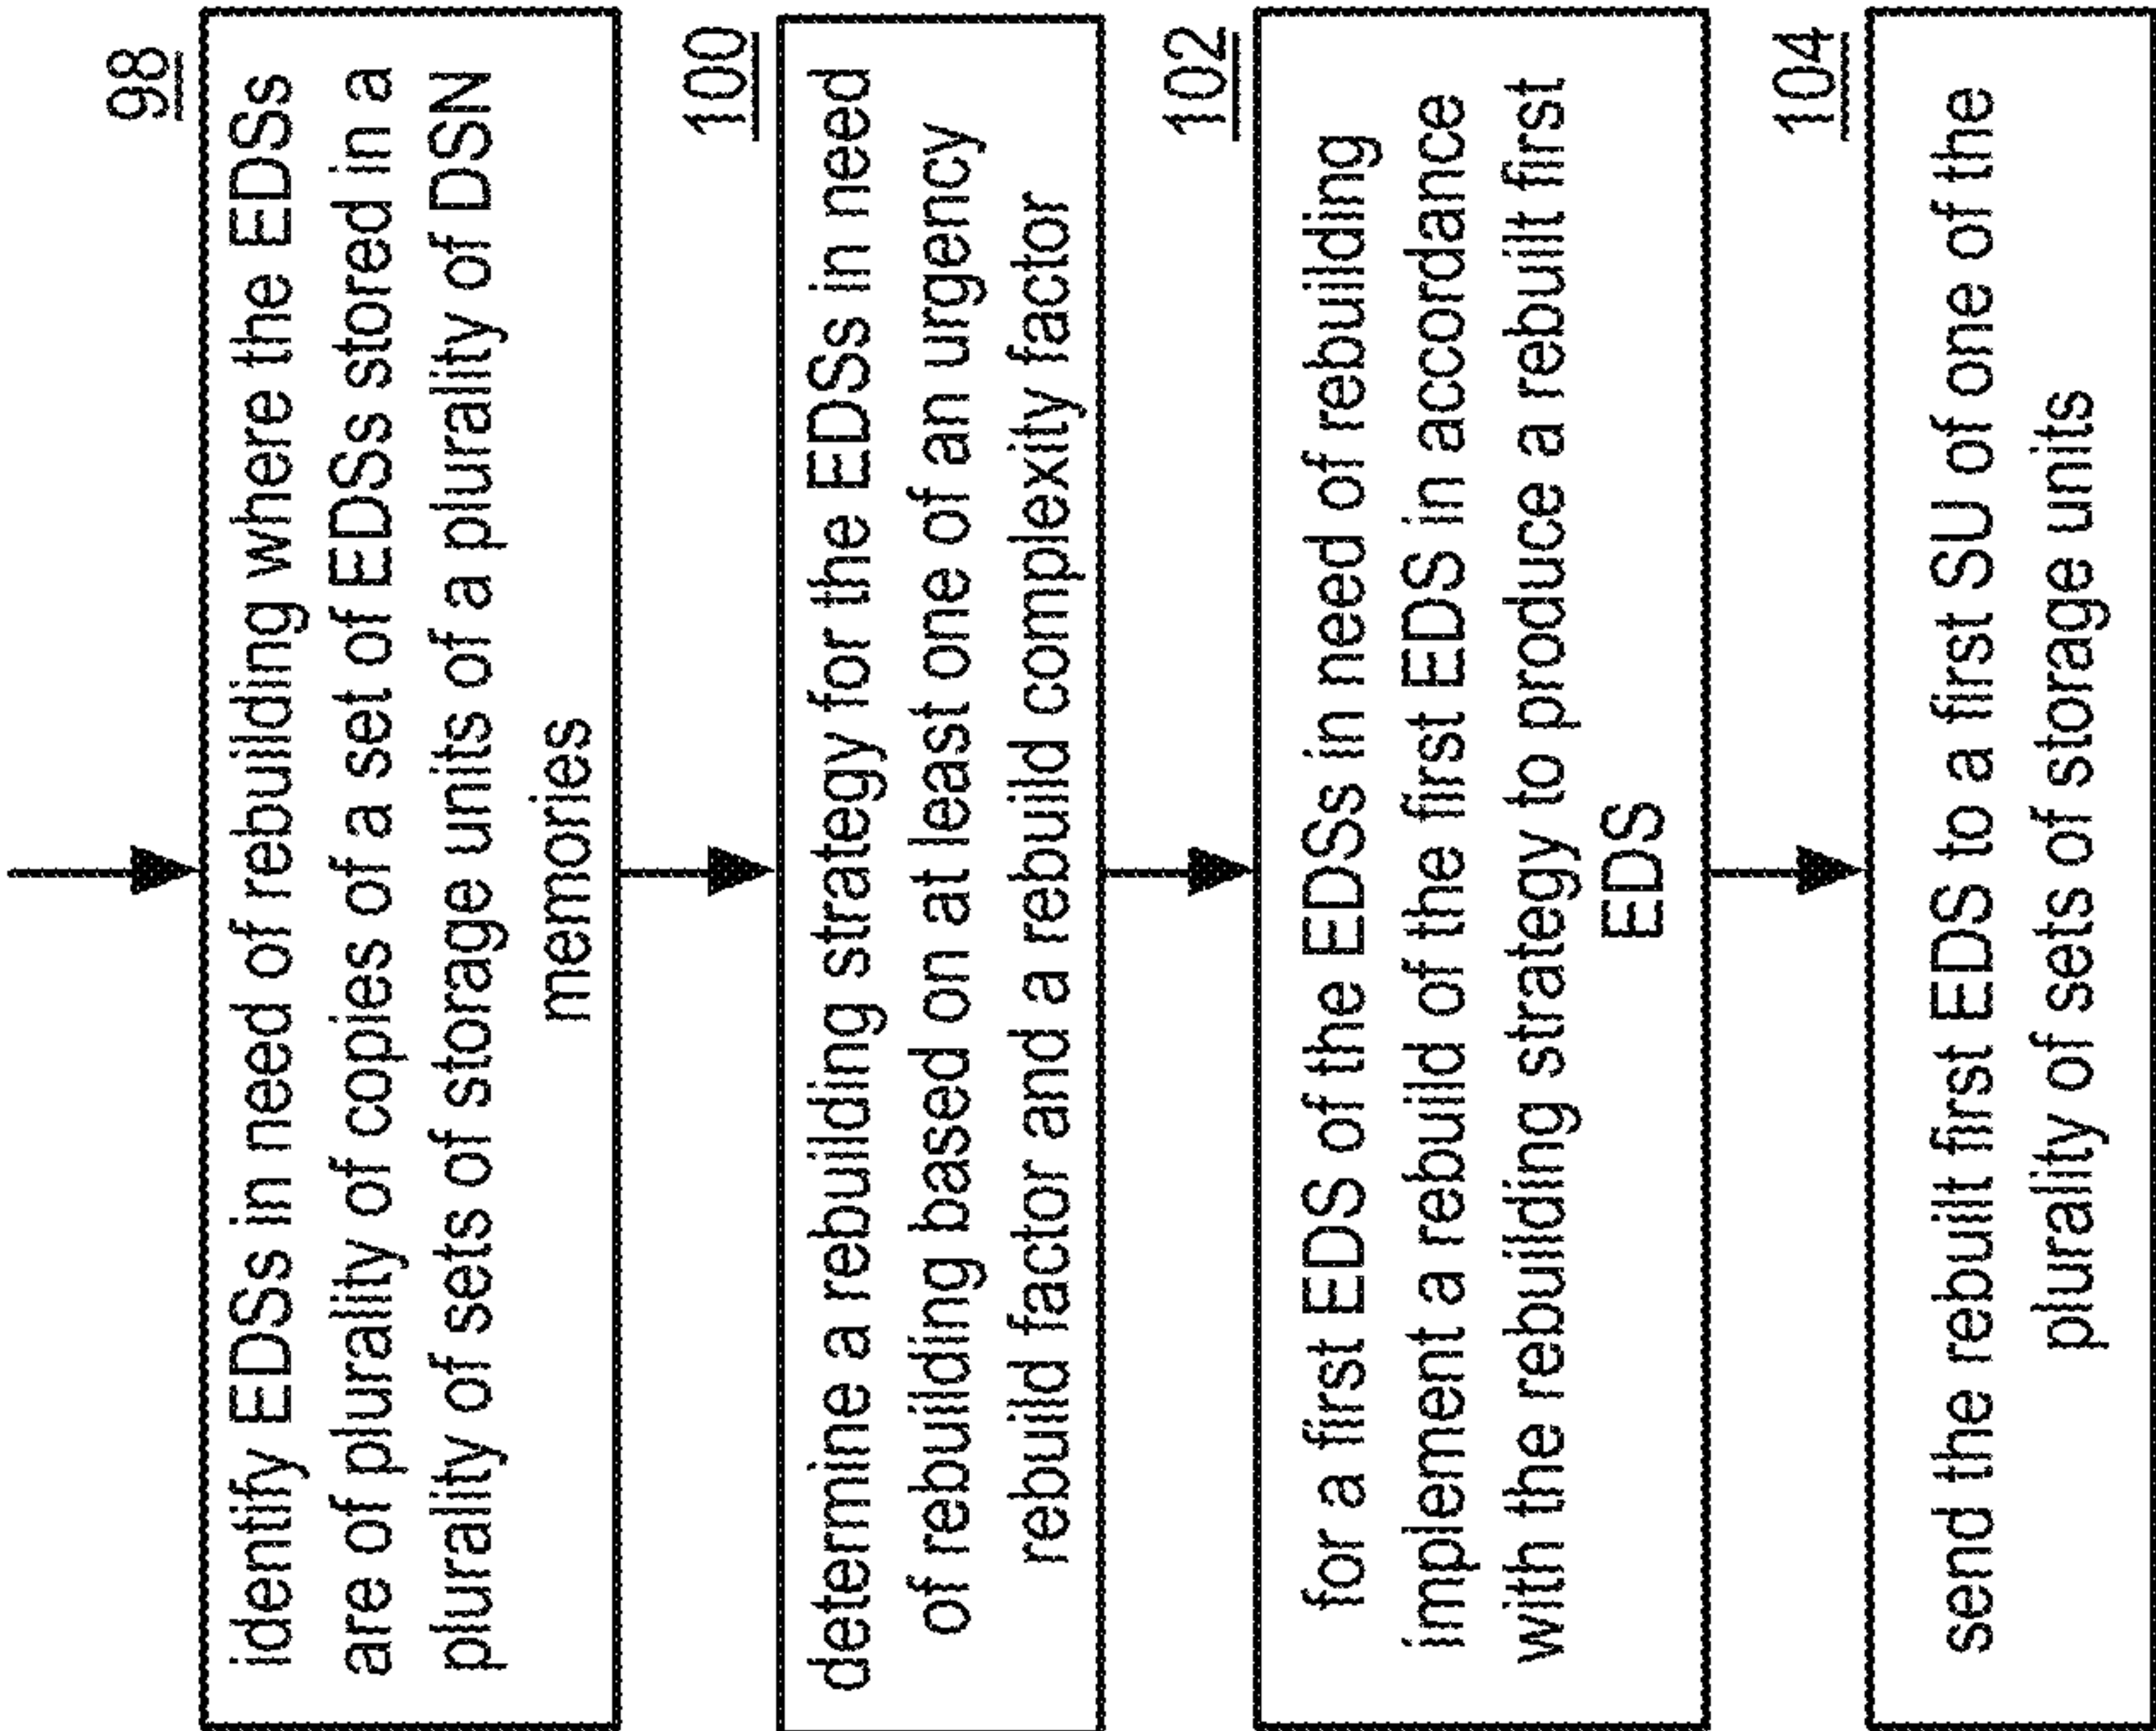 98
identify EDSs in need of rebuilding where the EDSs
are of plurality of copies of a set of EDSs stored in a
plurality of sets of storage units of a plurality of DSN
memories
100
determine a rebuilding strategy for the EDSs in need
of rebuilding based on at least one of an urgency
rebuild factor and a rebuild complexity factor
102
for a first EDS of the EDSs in need of rebuilding
implement a rebuild of the first EDS in accordance
with the rebuilding strategy to produce a rebuilt first
EDS
104
send the rebuilt first EDS to a first SU of one of the
plurality of sets of storage units